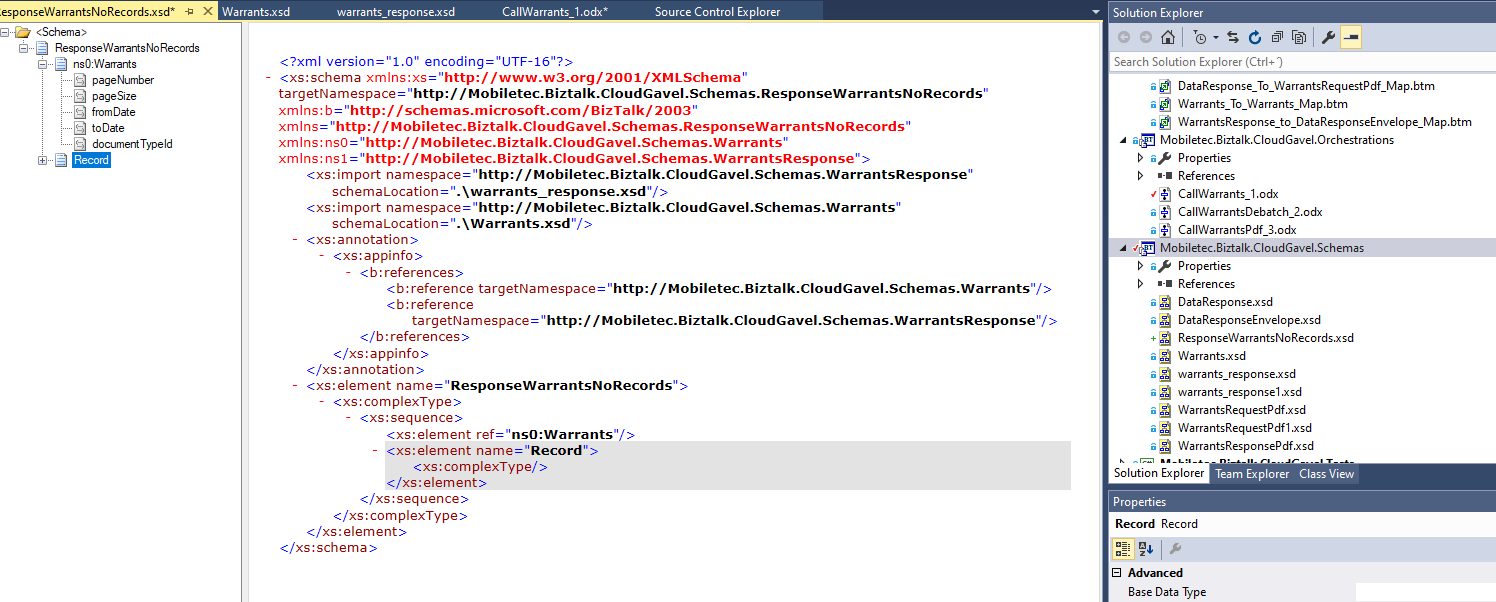 esponseWarrantsNoRecords.xsd*
Warrants.xsd
warrants_response.xsd
CallWarrants_1.odx*
Source Control Explorer
<Schema>
ResponseWarrantsNoRecords
ns0:Warrants
pageNumber
pageSize
fromDate
toDate
documentTypeId
Record
<?xml version="1.0" encoding="UTF-16"?>
- <xs:schema xmlns:xs="http://www.w3.org/2001/XMLSchema"
targetNamespace="http://Mobiletec.Biztalk.CloudGavel.Schemas.ResponseWarrantsNoRecords"
xmlns:b="http://schemas.microsoft.com/BizTalk/2003"
xmlns="http://Mobiletec.Biztalk.CloudGavel.Schemas.ResponseWarrantsNoRecords"
xmlns:ns0="http://Mobiletec.Biztalk.CloudGavel.Schemas.Warrants"
xmlns:ns1="http://Mobiletec.Biztalk.CloudGavel.Schemas.WarrantsResponse">
<xs:import namespace="http://Mobiletec.Biztalk.CloudGavel.Schemas.WarrantsResponse"
schemaLocation=".\warrants_response.xsd"/>
<xs:import namespace="http://Mobiletec.Biztalk.CloudGavel.Schemas.Warrants"
schemaLocation=".\Warrants.xsd"/>
- <xs:annotation>
- <xs:appinfo>
- <b:references>
<b:reference targetNamespace="http://Mobiletec.Biztalk.CloudGavel.Schemas.Warrants"/>
<b:reference
targetNamespace="http://Mobiletec.Biztalk.CloudGavel.Schemas.WarrantsResponse"/>
</b:references>
</xs:appinfo>
</xs:annotation>
- <xs:element name="ResponseWarrantsNoRecords">
- <xs:complexType>
- <xs:sequence>
<xs:element ref="ns0:Warrants"/>
- <xs:element name="Record">
<xs:complexType/>
</xs:element>
</xs:sequence>
</xs:complexType>
</xs:element>
</xs:schema>
Solution Explorer
Search Solution Explorer (Ctrl+´)
DataResponse_To_WarrantsRequestPdf_Map.btm
Warrants_To_Warrants_Map.btm
WarrantsResponse_to_DataResponseEnvelope_Map.btm
Mobiletec.Biztalk.CloudGavel.Orchestrations
Properties
References
CallWarrants_1.odx
CallWarrantsDebatch_2.odx
CallWarrantsPdf_3.odx
Mobiletec.Biztalk.CloudGavel.Schemas
Properties
References
DataResponse.xsd
DataResponseEnvelope.xsd
ResponseWarrantsNoRecords.xsd
Warrants.xsd
warrants_response.xsd
warrants_response1.xsd
WarrantsRequestPdf.xsd
WarrantsRequestPdf1.xsd
WarrantsResponsePdf.xsd
Mobiletec.Biztalk.CloudGavel.Tests
Solution Explorer
Team Explorer
Class View
Properties
Record Record
Advanced
Base Data Type